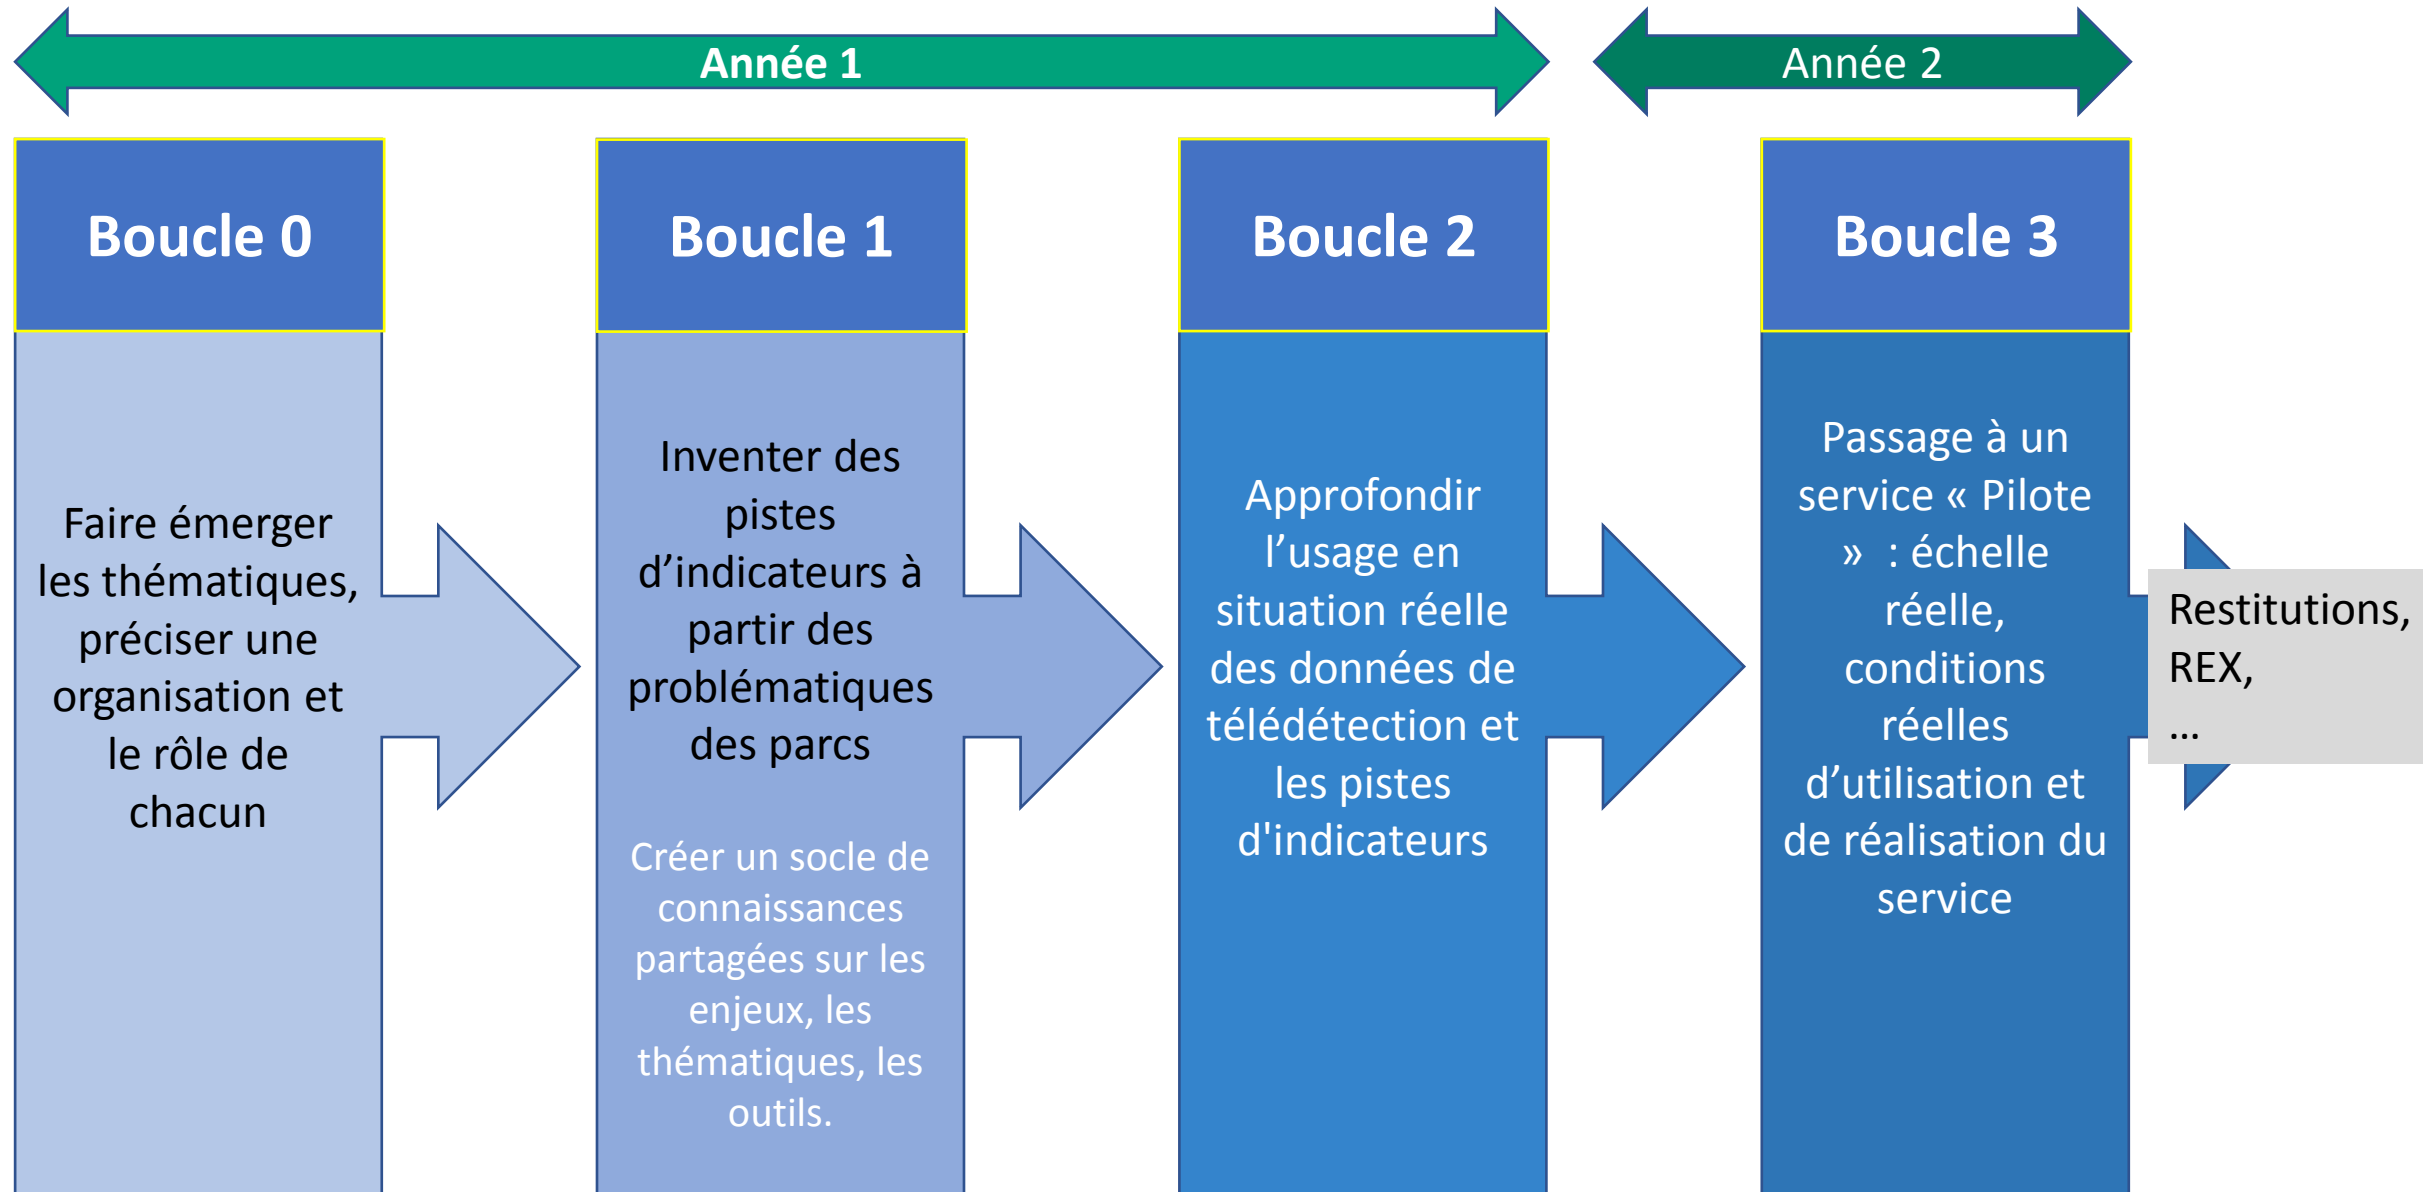 Année 1
Année 2
Boucle 0
Boucle 1
Boucle 2
Boucle 3
Faire émerger
les thématiques,
préciser une
organisation et
le rôle de
chacun
Inventer des
pistes
d’indicateurs à
partir des
problématiques
des parcs
Créer un socle de
connaissances
partagées sur les
enjeux, les
thématiques, les
outils.
Approfondir
l’usage en
situation réelle
des données de
télédétection et
les pistes
d'indicateurs
Passage à un
service « Pilote
» : échelle
réelle,
conditions
réelles
d’utilisation et
de réalisation du
service
Restitutions,
REX,
…